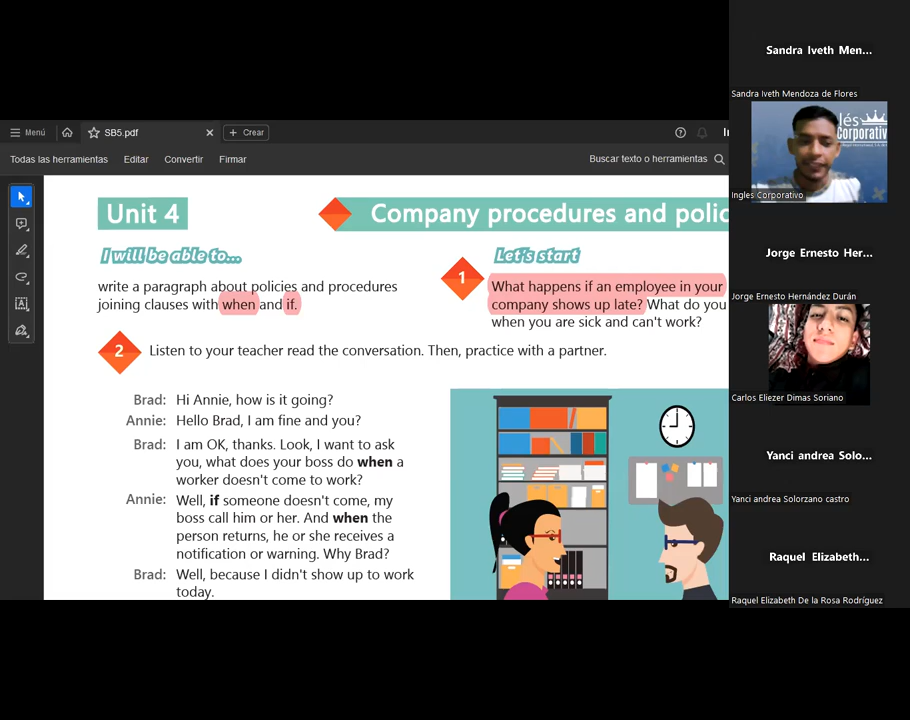 Menú
SB5.pdf
Crear
Todas las herramientas
Editar
Convertir
Firmar
Buscar texto o herramientas
Unit 4
Company procedures and polic
I will be able to...
write a paragraph about policies and procedures
joining clauses with when and if.
Let's start
1
What happens if an employee in your
company shows up late? What do you
when you are sick and can't work?
2
Listen to your teacher read the conversation. Then, practice with a partner.
Brad: Hi Annie, how is it going?
Annie: Hello Brad, I am fine and you?
Brad: I am OK, thanks. Look, I want to ask
you, what does your boss do when a
worker doesn't come to work?
Annie: Well, if someone doesn't come, my
boss call him or her. And when the
person returns, he or she receives a
notification or warning. Why Brad?
Brad: Well, because I didn't show up to work
today.
Sandra Iveth Men...
Sandra Iveth Mendoza de Flores
lés
Corporativ
Ingles Corporativo
Jorge Ernesto Her...
Jorge Ernesto Hernández Durán
Carlos Eliezer Dimas Soriano
Yanci andrea Solo...
Yanci andrea Solorzano castro
Raquel Elizabeth...
Raquel Elizabeth De la Rosa Rodríguez